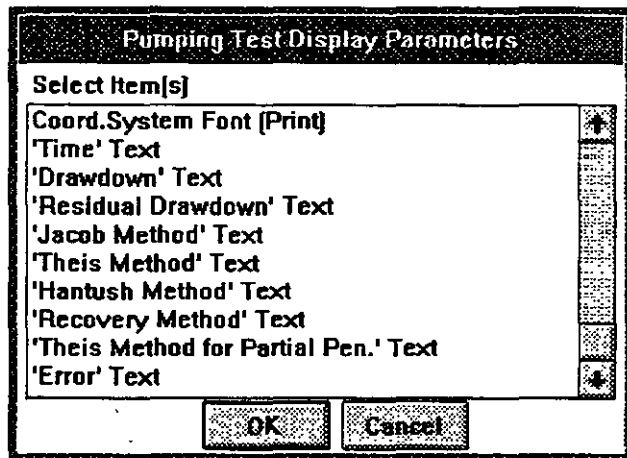 Pumping Test Display Parameters
Select Item(s)
Coord.System Font (Print)
'Time' Text
'Drawdown' Text
'Residual Drawdown' Text
'Jacob Method' Text
'Theis Method' Text
'Hantush Method' Text
'Recovery Method' Text
'Theis Method for Partial Pen.' Text
'Error' Text
OK Cancel